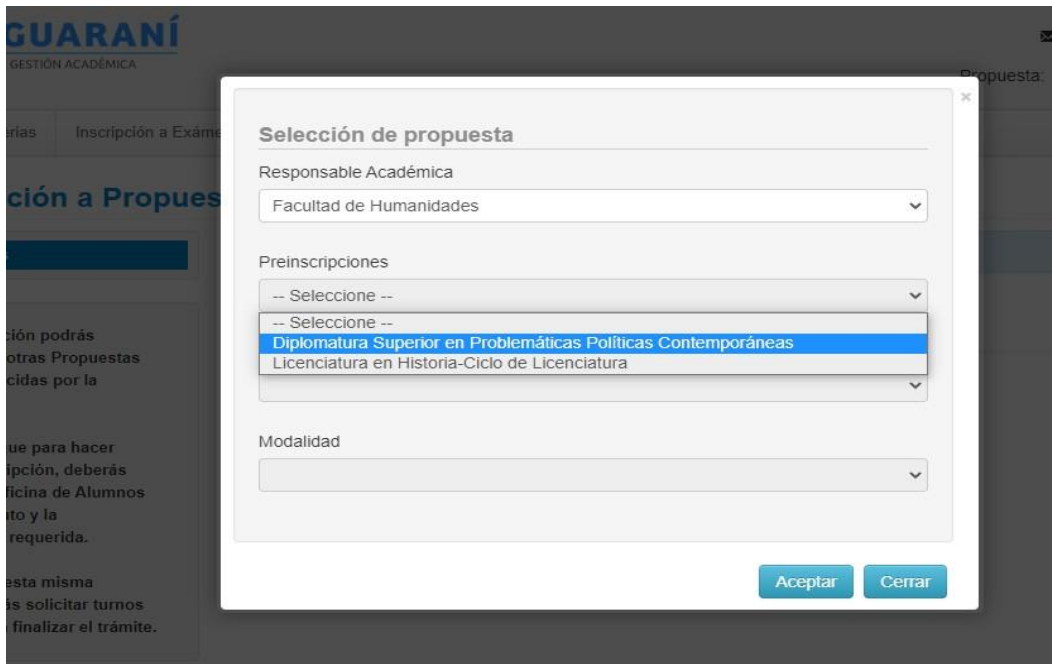 GUARANÍ
GESTIÓN ACADÉMICA
Propuesta:
erias
Inscripción a Exáme
ción a Propues
Selección de propuesta
Responsable Académica
Facultad de Humanidades
Preinscripciones
-- Seleccione --
-- Seleccione --
Diplomatura Superior en Problemáticas Políticas Contemporáneas
Licenciatura en Historia-Ciclo de Licenciatura
Modalidad
Aceptar
Cerrar
ción podrás
otras Propuestas
cidas por la
ue para hacer
ipción, deberás
ficina de Alumnos
nto y la
requerida.
esta misma
ás solicitar turnos
finalizar el trámite.